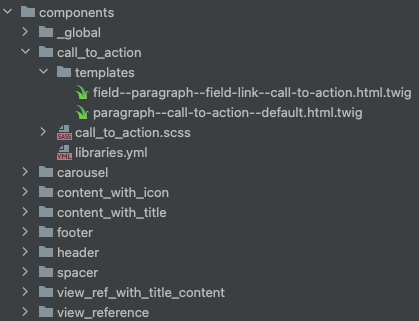 components
_global
call_to_action
templates
field--paragraph--field-link--call-to-action.html.twig
paragraph--call-to-action--default.html.twig
SASS call_to_action.scss
YML libraries.yml
carousel
content_with_icon
content_with_title
footer
header
spacer
view_ref_with_title_content
view_reference